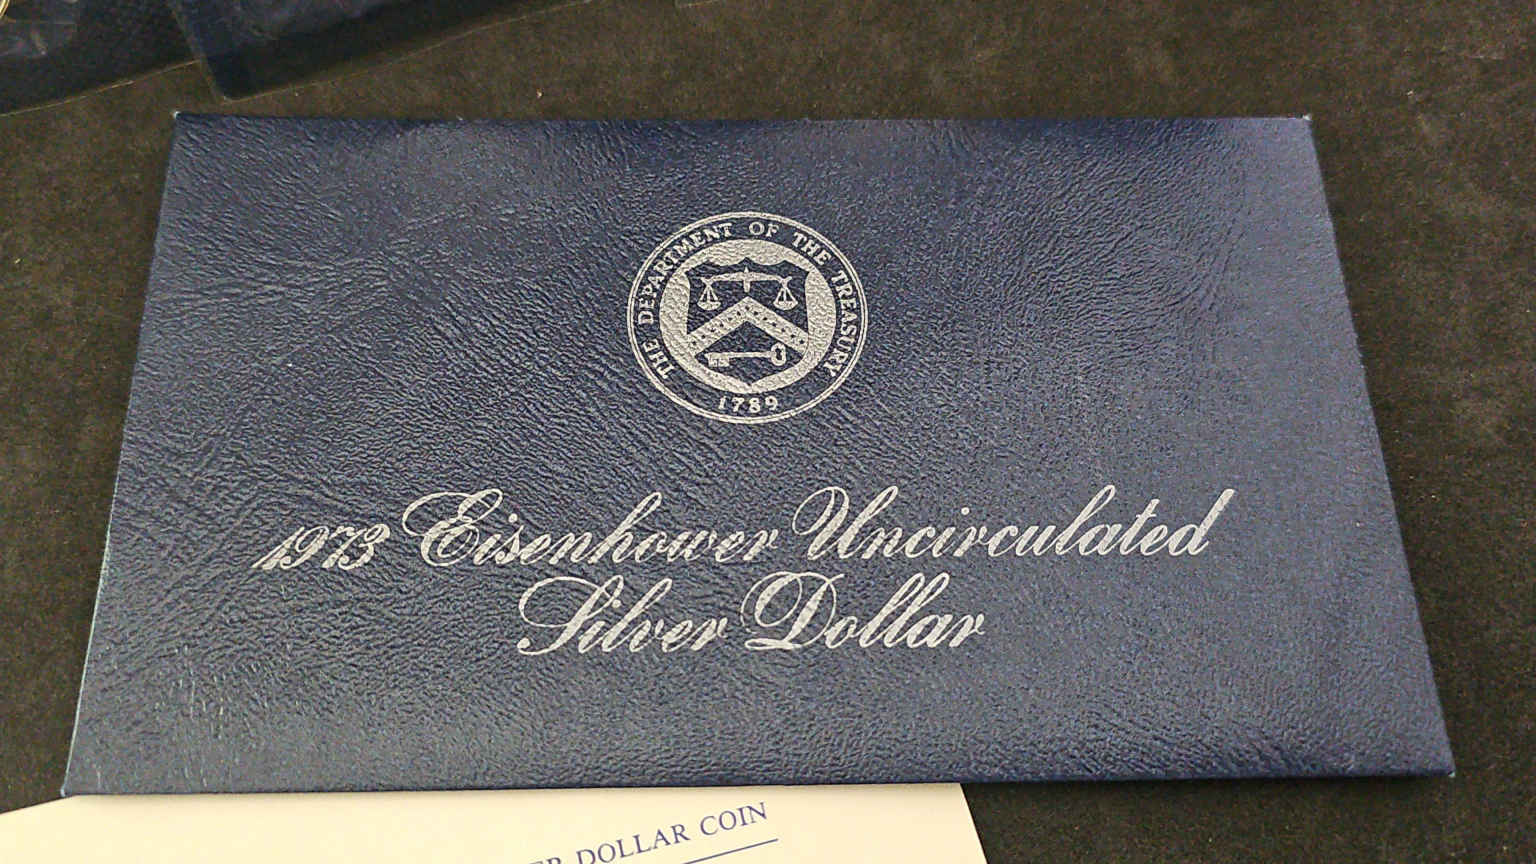 THE DEPARTMENT OF THE TREASURY
1789
1973 Eisenhower Uncirculated
Silver Dollar
DOLLAR COIN